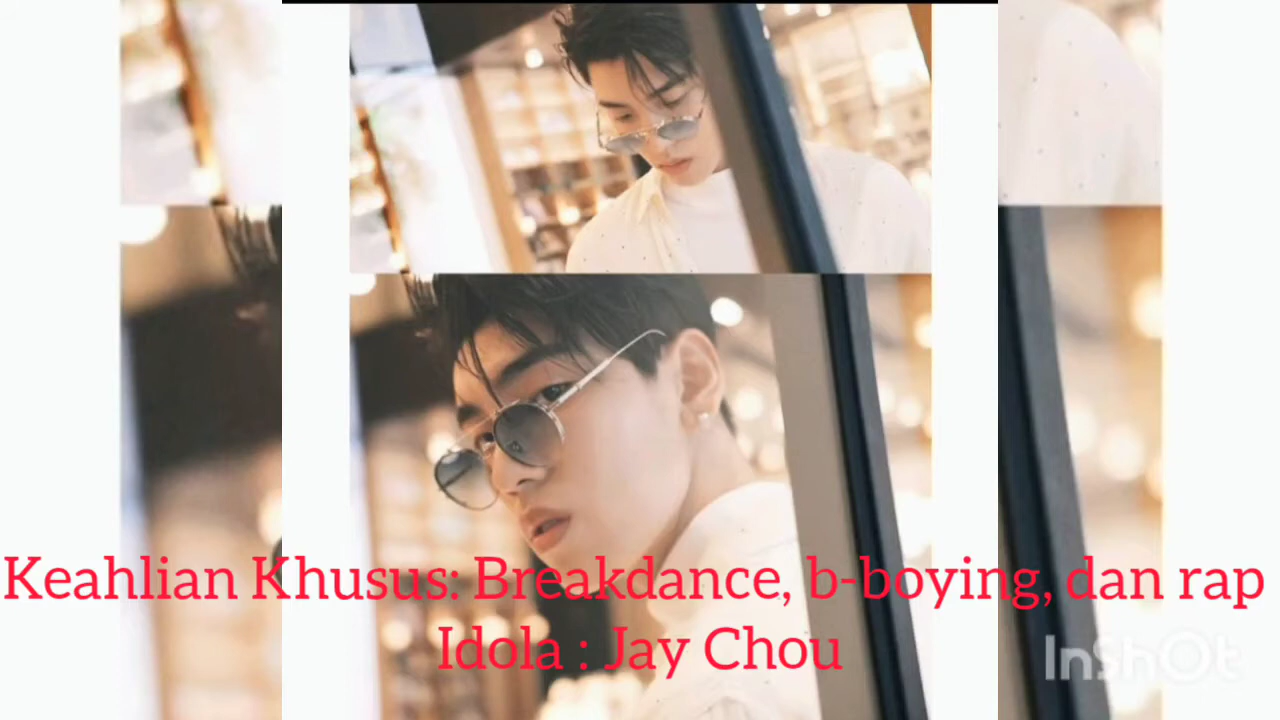 Keahlian Khusus: Breakdance, b-boying, dan rap
Idola : Jay Chou
InShOt